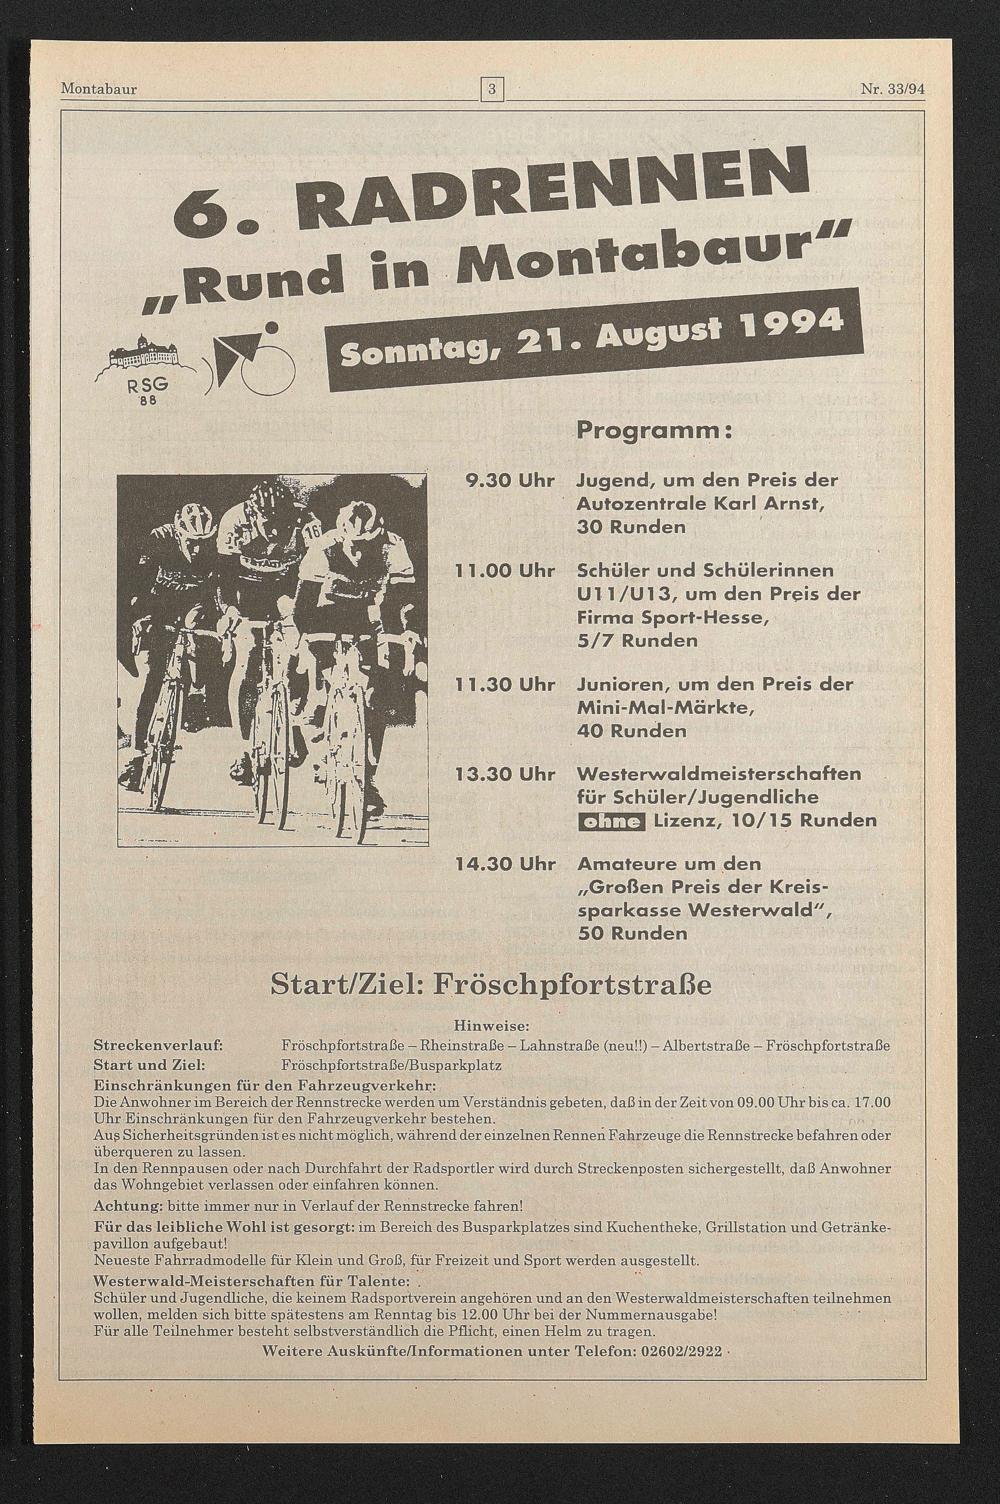 Montabaur
3
Nr. 33/94
6. RADRENNEN
„Rund in Montabaur“
RSG
'88
Sonntag, 21. August 1994
Programm:
9.30 Uhr Jugend, um den Preis der
Autozentrale Karl Arnst,
30 Runden
11.00 Uhr Schüler und Schülerinnen
U11/U13, um den Preis der
Firma Sport-Hesse,
5/7 Runden
11.30 Uhr Junioren, um den Preis der
Mini-Mal-Märkte,
40 Runden
13.30 Uhr Westerwaldmeisterschaften
für Schüler/Jugendliche
ohne Lizenz, 10/15 Runden
14.30 Uhr Amateure um den
„Großen Preis der Kreis-
sparkasse Westerwald“,
50 Runden
16
Start/Ziel: Fröschpfortstraße
Hinweise:
Streckenverlauf: Fröschpfortstraße – Rheinstraße – Lahnstraße (neu!!) – Albertstraße – Fröschpfortstraße
Start und Ziel: Fröschpfortstraße/Busparkplatz
Einschränkungen für den Fahrzeugverkehr:
Die Anwohner im Bereich der Rennstrecke werden um Verständnis gebeten, daß in der Zeit von 09.00 Uhr bis ca. 17.00
Uhr Einschränkungen für den Fahrzeugverkehr bestehen.
Aus Sicherheitsgründen ist es nicht möglich, während der einzelnen Rennen Fahrzeuge die Rennstrecke befahren oder
überqueren zu lassen.
In den Rennpausen oder nach Durchfahrt der Radsportler wird durch Streckenposten sichergestellt, daß Anwohner
das Wohngebiet verlassen oder einfahren können.
Achtung: bitte immer nur in Verlauf der Rennstrecke fahren!
Für das leibliche Wohl ist gesorgt: im Bereich des Busparkplatzes sind Kuchentheke, Grillstation und Getränke-
pavillon aufgebaut!
Neueste Fahrradmodelle für Klein und Groß, für Freizeit und Sport werden ausgestellt.
Westerwald-Meisterschaften für Talente:
Schüler und Jugendliche, die keinem Radsportverein angehören und an den Westerwaldmeisterschaften teilnehmen
wollen, melden sich bitte spätestens am Renntag bis 12.00 Uhr bei der Nummernausgabe!
Für alle Teilnehmer besteht selbstverständlich die Pflicht, einen Helm zu tragen.
Weitere Auskünfte/Informationen unter Telefon: 02602/2922